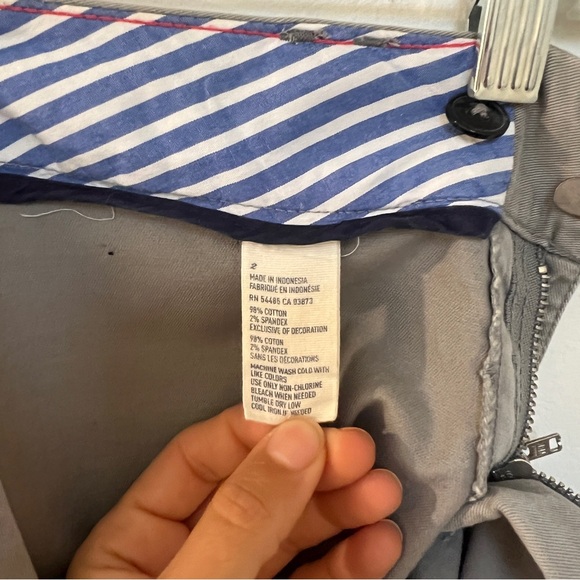 2
MADE IN INDONESIA
FABRIQUÉ EN INDONÉSIE
RN 54485 CA 03873
98% COTTON
2% SPANDEX
EXCLUSIVE OF DECORATION
98% COTON
2% SPANDEX
SANS LES DÉCORATIONS
MACHINE WASH COLD WITH
LIKE COLORS
USE ONLY NON-CHLORINE
BLEACH WHEN NEEDED
TUMBLE DRY LOW
COOL IRON IF NEEDED